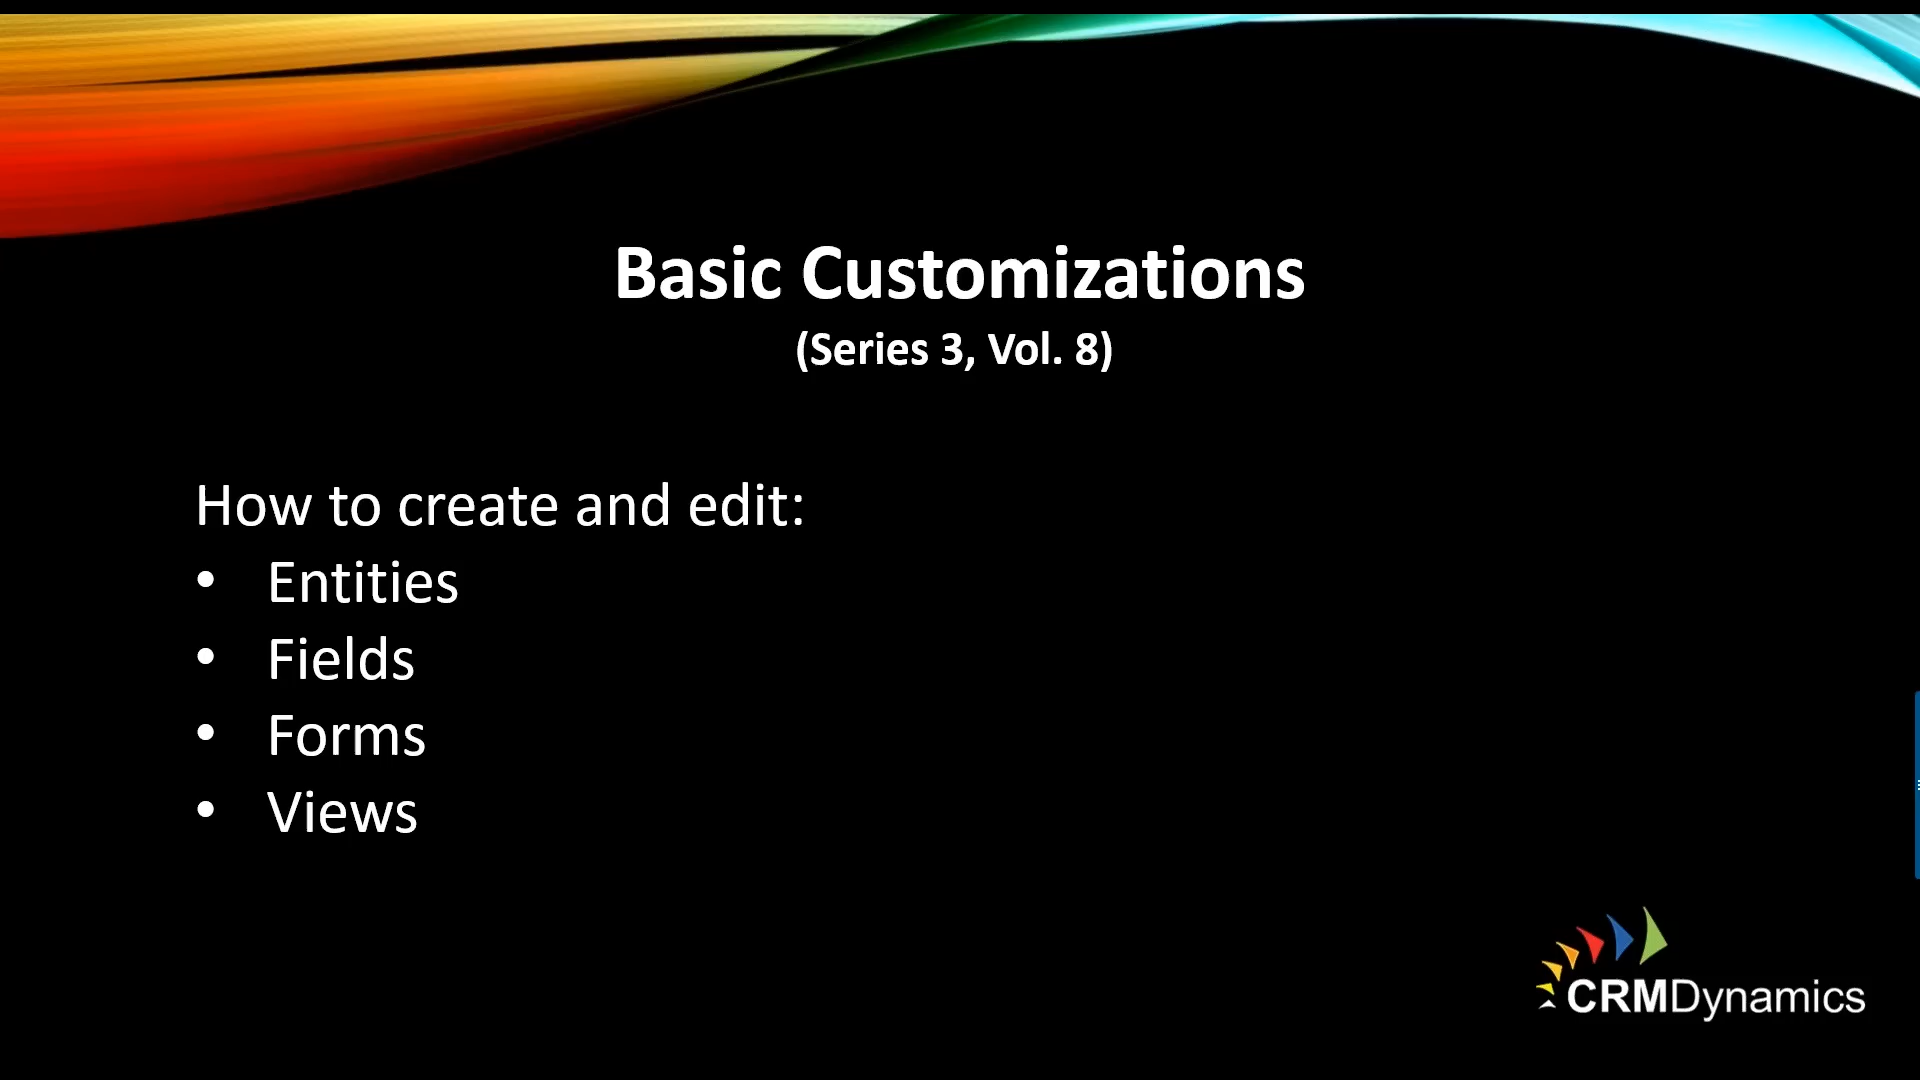 Basic Customizations
(Series 3, Vol. 8)
How to create and edit:
• Entities
• Fields
• Forms
• Views
CRMDynamics